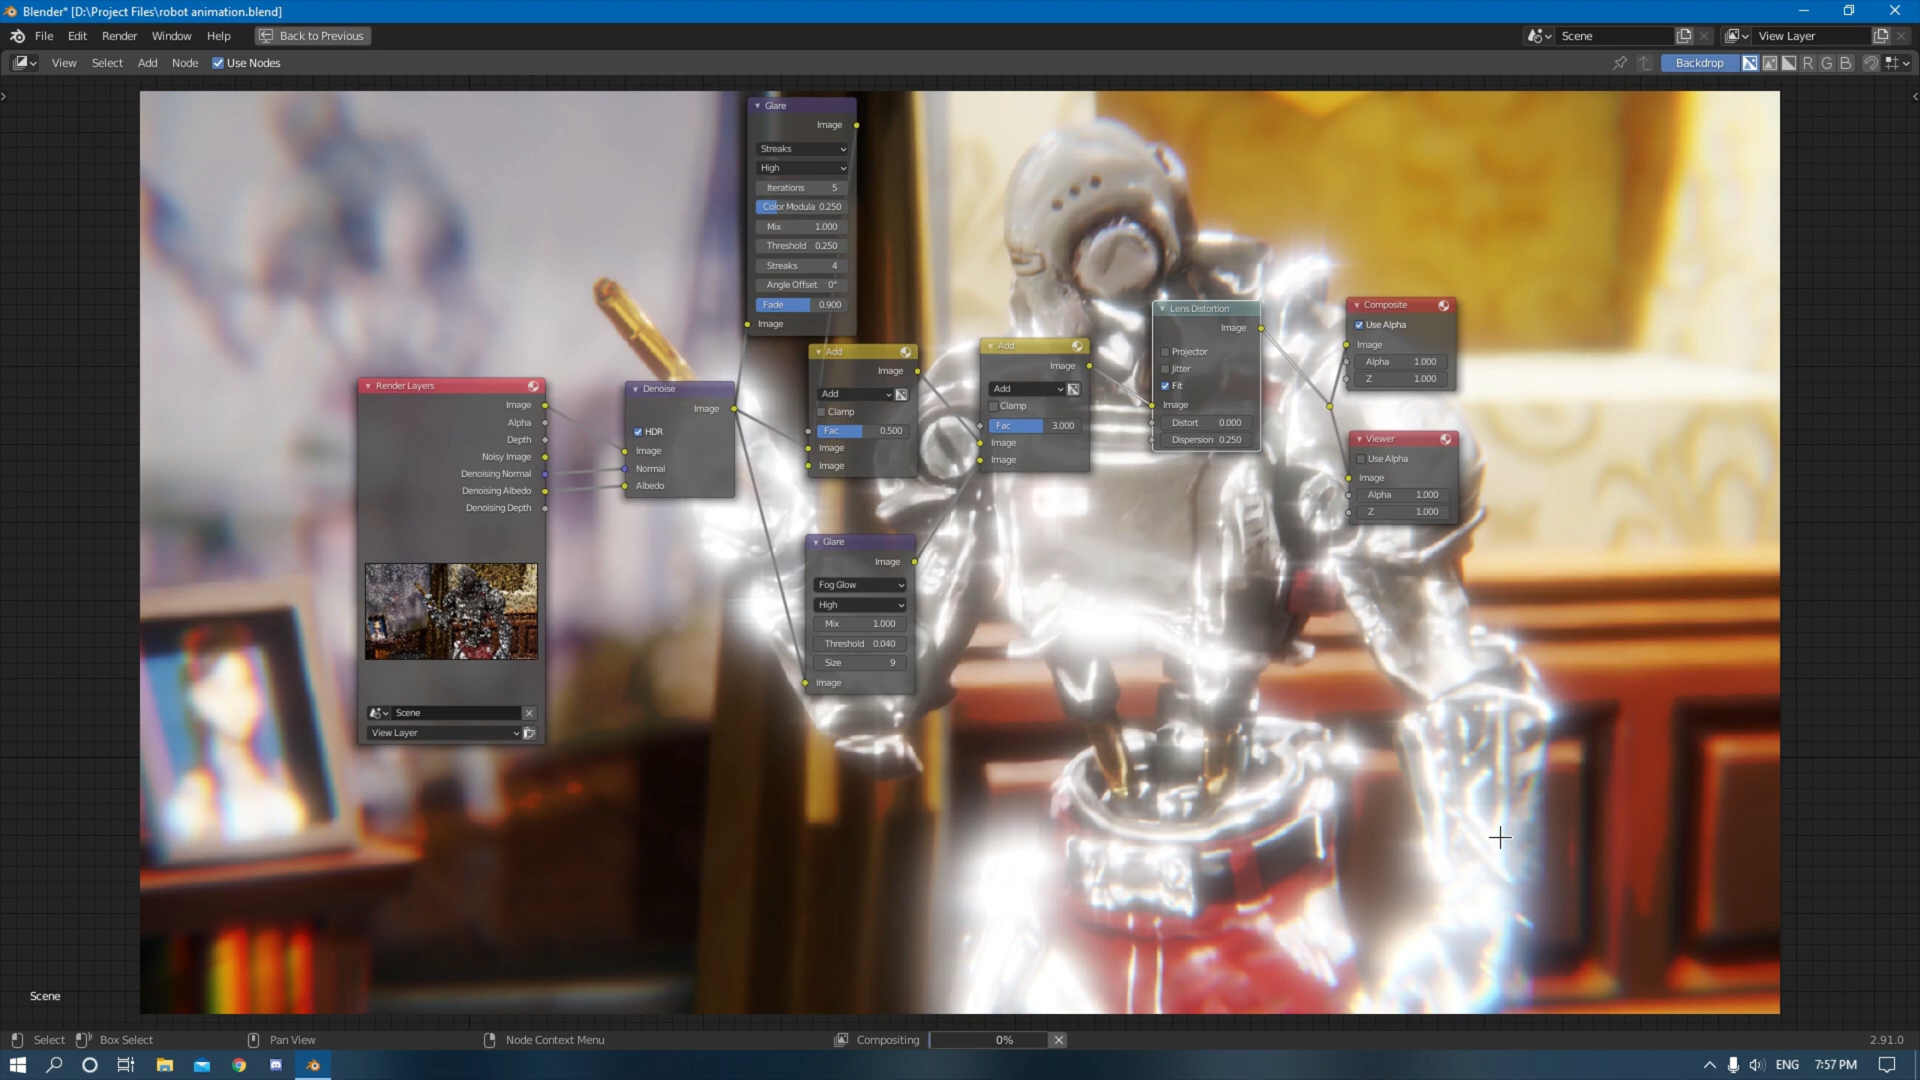 Blender* [D:\Project Files\robot animation.blend]
File Edit Render Window Help Back to Previous Scene View Layer
View Select Add Node Use Nodes Backdrop R G B
Glare
Image
Streaks
High
Iterations 5
Color Modula 0.250
Mix 1.000
Threshold 0.250
Streaks 4
Angle Offset 0°
Fade 0.900
Image
Render Layers
Image
Alpha
Depth
Noisy Image
Denoising Normal
Denoising Albedo
Denoising Depth
Scene
View Layer
Denoise
Image
HDR
Image
Normal
Albedo
Add
Image
Add
Clamp
Fac 0.500
Image
Image
Glare
Image
Fog Glow
High
Mix 1.000
Threshold 0.040
Size 9
Image
Add
Image
Add
Clamp
Fac 3.000
Image
Image
Lens Distortion
Image
Projector
Jitter
Fit
Image
Distort 0.000
Dispersion 0.250
Composite
Use Alpha
Image
Alpha 1.000
Z 1.000
Viewer
Use Alpha
Image
Alpha 1.000
Z 1.000
Scene
Select Box Select Pan View Node Context Menu Compositing 0% 2.91.0
ENG 7:57 PM